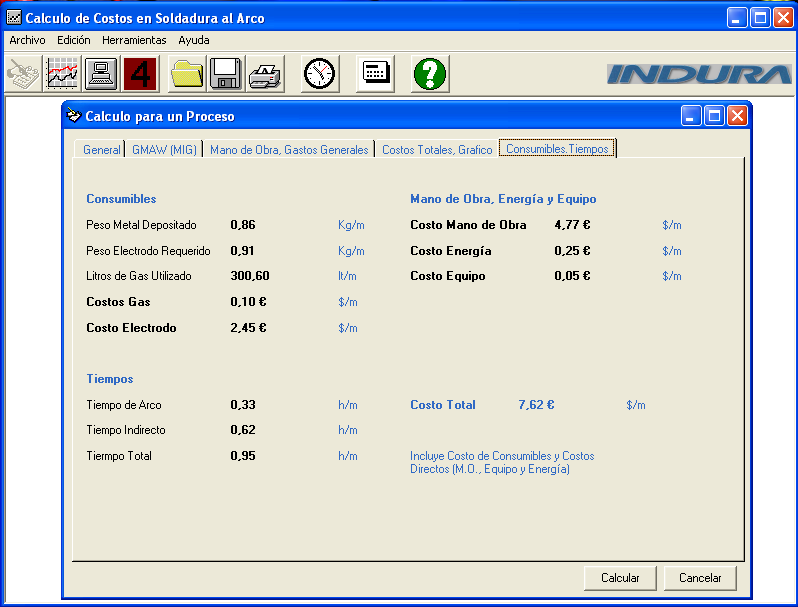 Calculo de Costos en Soldadura al Arco
Archivo Edición Herramientas Ayuda
4 ? INDURA
Calculo para un Proceso
General GMAW (MIG) Mano de Obra, Gastos Generales Costos Totales, Grafico Consumibles.Tiempos
Consumibles
Peso Metal Depositado 0,86 Kg/m
Peso Electrodo Requerido 0,91 Kg/m
Litros de Gas Utilizado 300,60 lt/m
Costos Gas 0,10 € $/m
Costo Electrodo 2,45 € $/m
Mano de Obra, Energía y Equipo
Costo Mano de Obra 4,77 € $/m
Costo Energía 0,25 € $/m
Costo Equipo 0,05 € $/m
Tiempos
Tiempo de Arco 0,33 h/m
Tiempo Indirecto 0,62 h/m
Tiermpo Total 0,95 h/m
Costo Total 7,62 € $/m
Incluye Costo de Consumibles y Costos
Directos (M.O., Equipo y Energía)
Calcular Cancelar